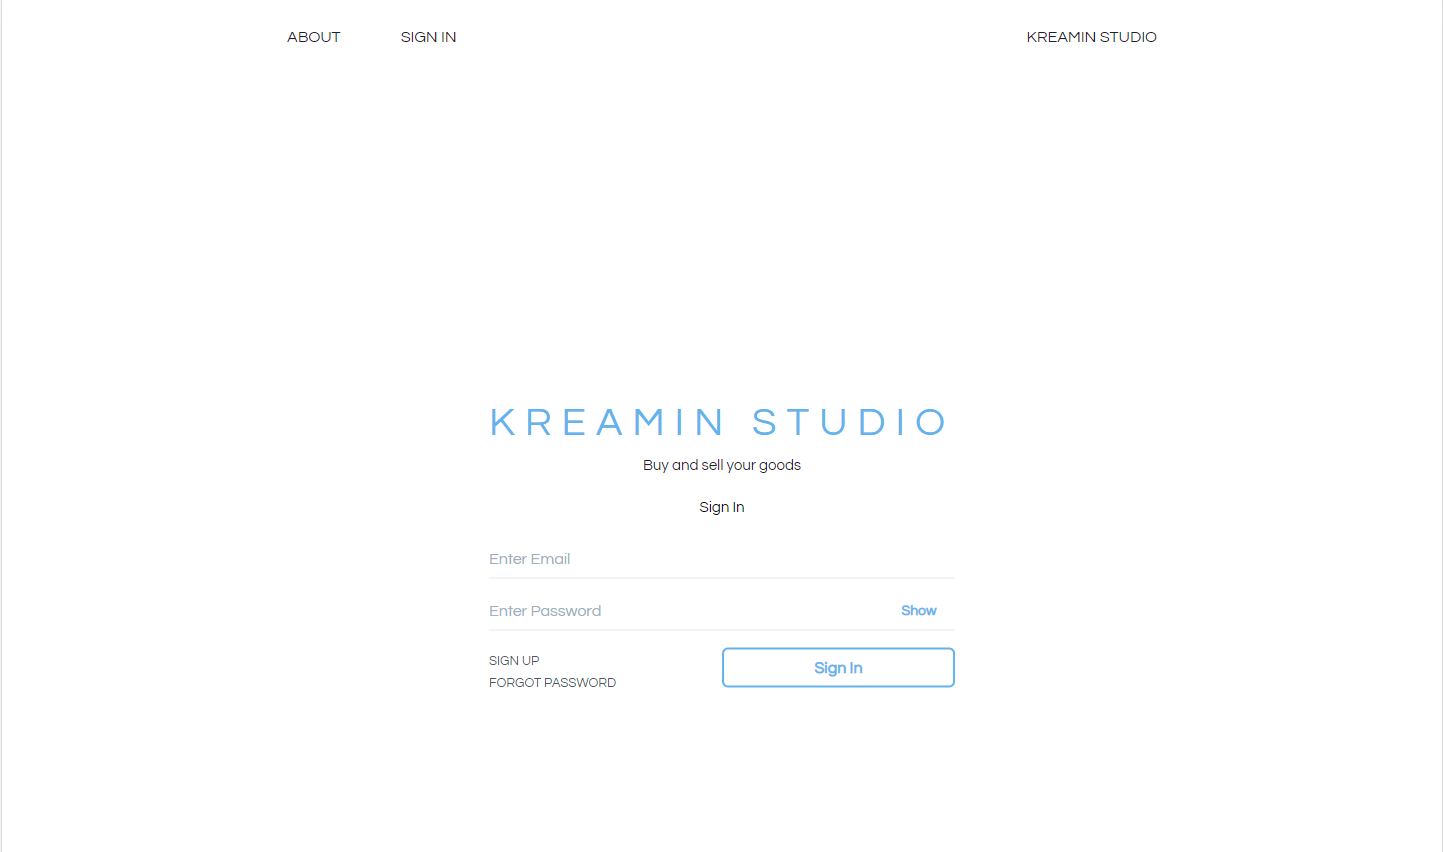 ABOUT SIGN IN KREAMIN STUDIO
KREAMIN STUDIO
Buy and sell your goods
Sign In
Enter Email
Enter Password Show
SIGN UP
Sign In
FORGOT PASSWORD